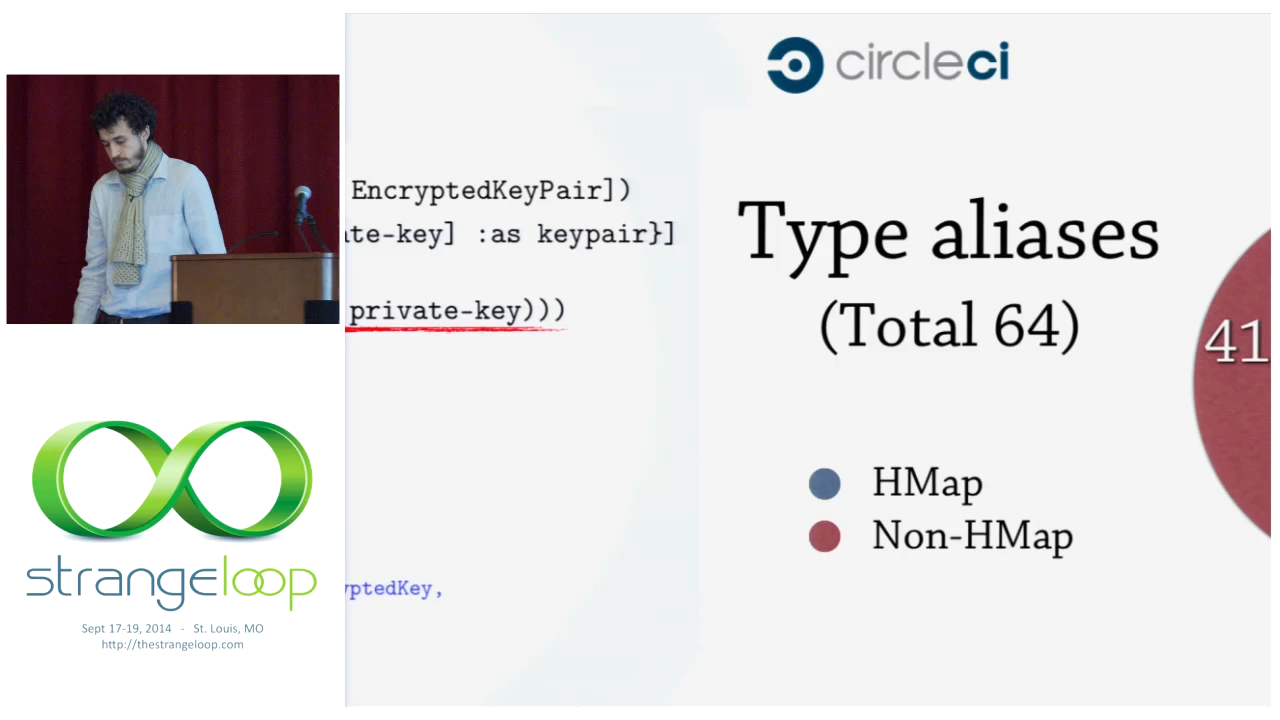 circleci
EncryptedKeyPair])
te-key] :as keypair}]
private-key)))
Type aliases
(Total 64)
41
HMap
Non-HMap
yptedKey,
strangeloop
Sept 17-19, 2014 - St. Louis, MO
http://thestrangeloop.com